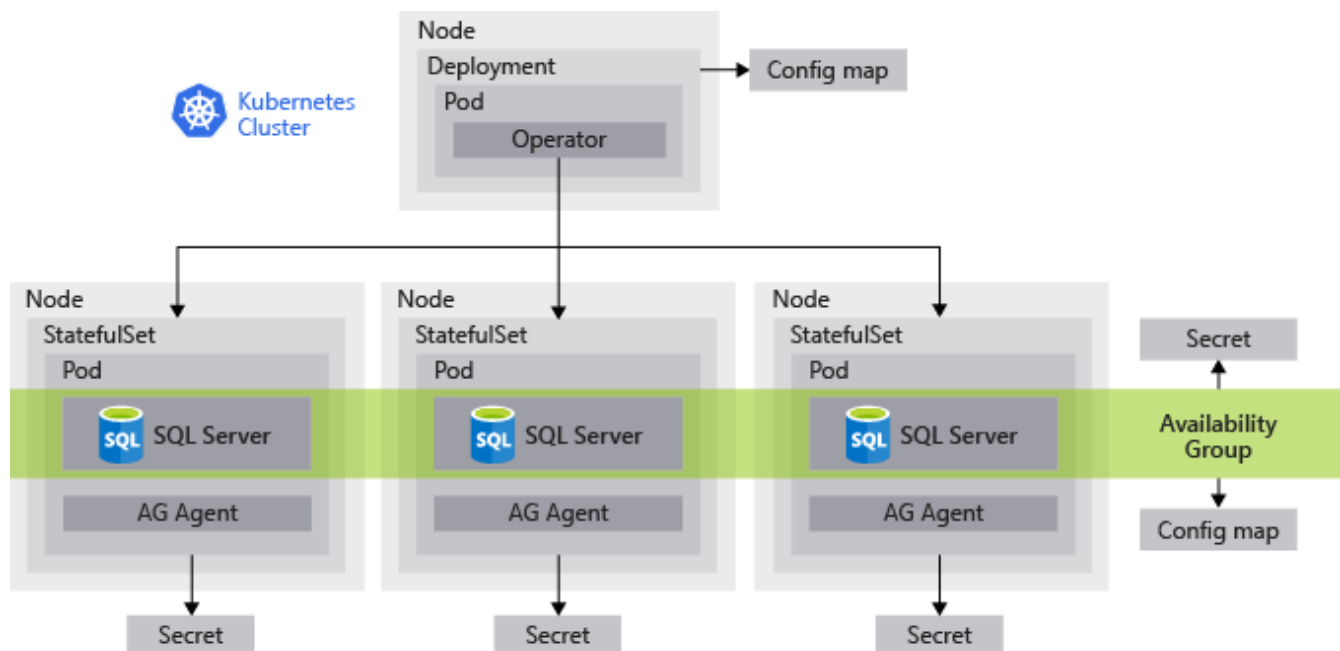 Node
Deployment
Config map
Pod
Kubernetes
Cluster
Operator
Node
Node
Node
StatefulSet
StatefulSet
StatefulSet
Secret
Pod
Pod
Pod
SQL
SQL Server
SQL
SQL Server
SQL
SQL Server
Availability
Group
AG Agent
AG Agent
AG Agent
Config map
Secret
Secret
Secret